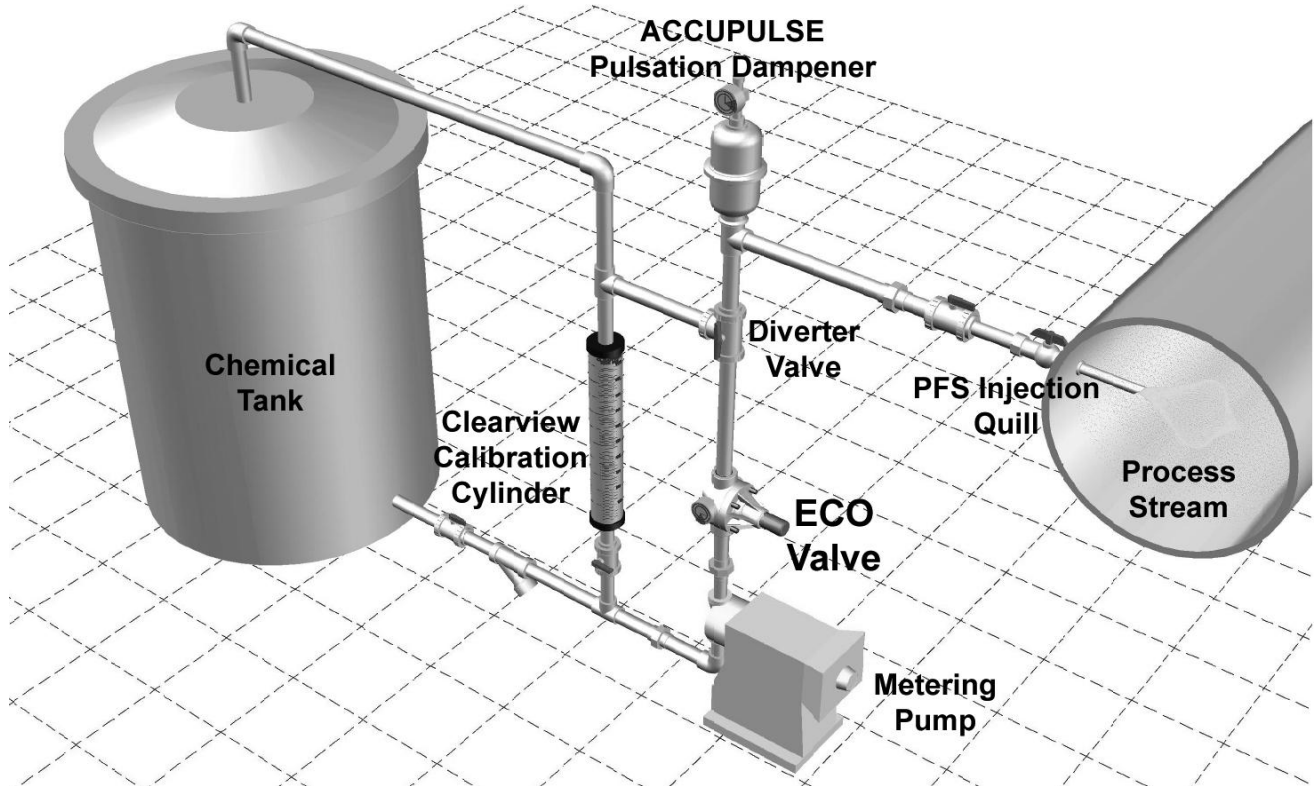 ACCUPULSE
Pulsation Dampener
Chemical
Tank
Clearview
Calibration
Cylinder
Diverter
Valve
PFS Injection
Quill
Process
Stream
ECO
Valve
Metering
Pump